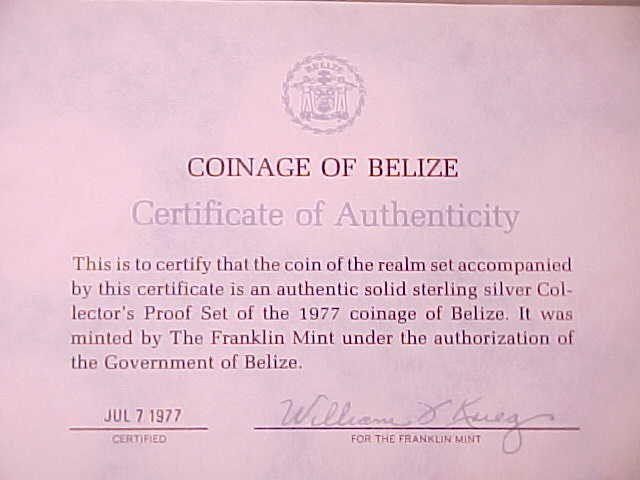 BELIZE
COINAGE OF BELIZE
Certificate of Authenticity
This is to certify that the coin of the realm set accompanied
by this certificate is an authentic solid sterling silver Col-
lector's Proof Set of the 1977 coinage of Belize. It was
minted by The Franklin Mint under the authorization of
the Government of Belize.
JUL 7 1977
William
CERTIFIED
FOR THE FRANKLIN MINT